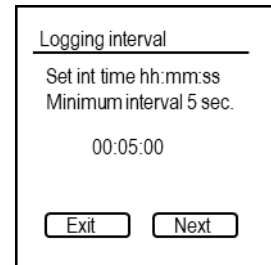 Logging interval
Set int time hh:mm:ss
Minimum interval 5 sec.
00:05:00
Exit Next